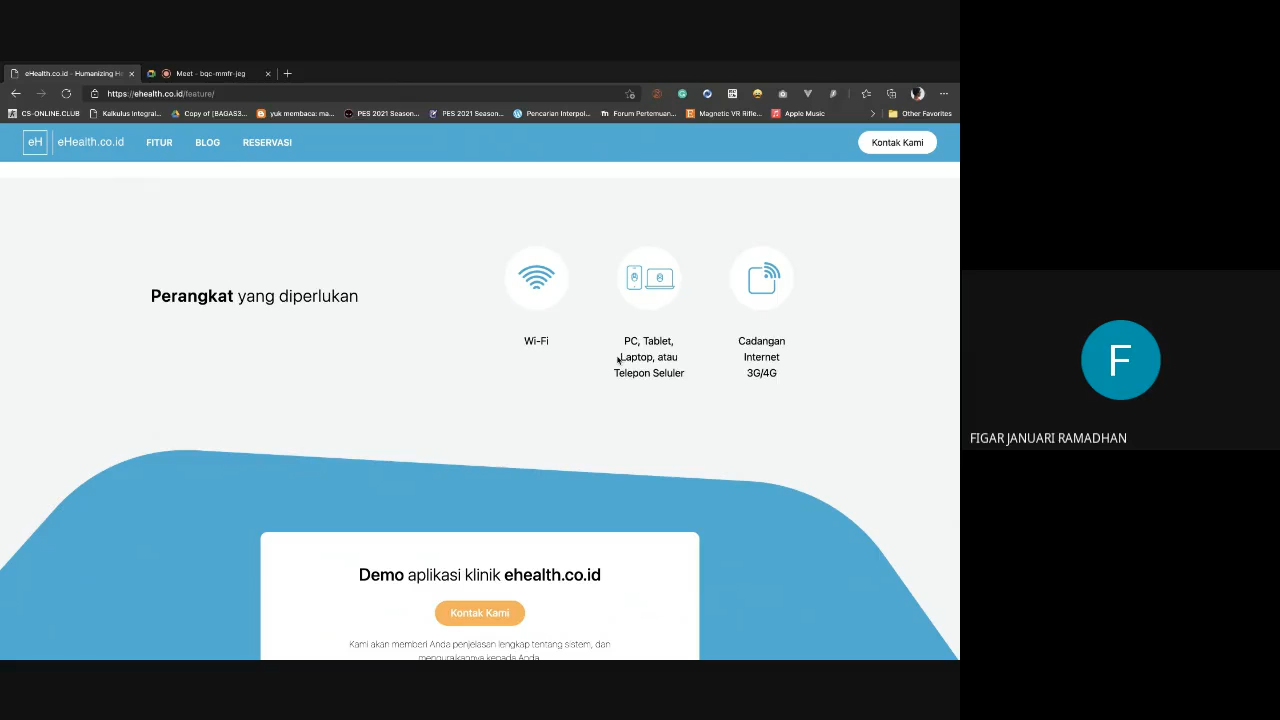 eHealth.co.id - Humanizing He
Meet - bqc-mmfr-jeg
https://ehealth.co.id/feature/
CS-ONLINE.CLUB
Kalkulus Integral...
Copy of [BAGAS3...
yuk membaca: ma...
PES 2021 Season...
PES 2021 Season...
Pencarian Interpol...
Forum Pertemuan...
Magnetic VR Rifle...
Apple Music
Other Favorites
eH eHealth.co.id
FITUR
BLOG
RESERVASI
Kontak Kami
Perangkat yang diperlukan
Wi-Fi
PC, Tablet,
Laptop, atau
Telepon Seluler
Cadangan
Internet
3G/4G
Demo aplikasi klinik ehealth.co.id
Kontak Kami
Kami akan memberi Anda penjelasan lengkap tentang sistem, dan
menguraikannya kepada Anda
F
FIGAR JANUARI RAMADHAN